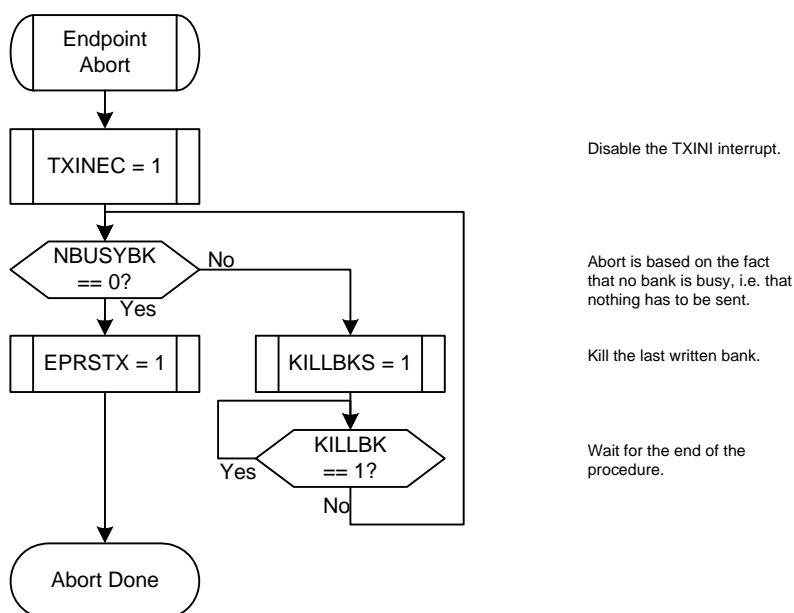 Endpoint
Abort
TXINEC = 1
Disable the TXINI interrupt.
NBUSYBK
== 0?
No
Yes
Abort is based on the fact
that no bank is busy, i.e. that
nothing has to be sent.
EPRSTX = 1
KILLBKS = 1
Kill the last written bank.
KILLBK
== 1?
Yes
No
Wait for the end of the
procedure.
Abort Done